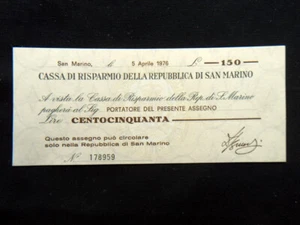 San Marino, li 5 Aprile 1976 L. —150—
CASSA DI RISPARMIO DELLA REPUBBLICA DI SAN MARINO
A vista la Cassa di Risparmio della Rep. di S. Marino
pagherà al Sig. PORTATORE DEL PRESENTE ASSEGNO
Lire CENTOCINQUANTA
Questo assegno può circolare
solo nella Repubblica di San Marino
N° 178959